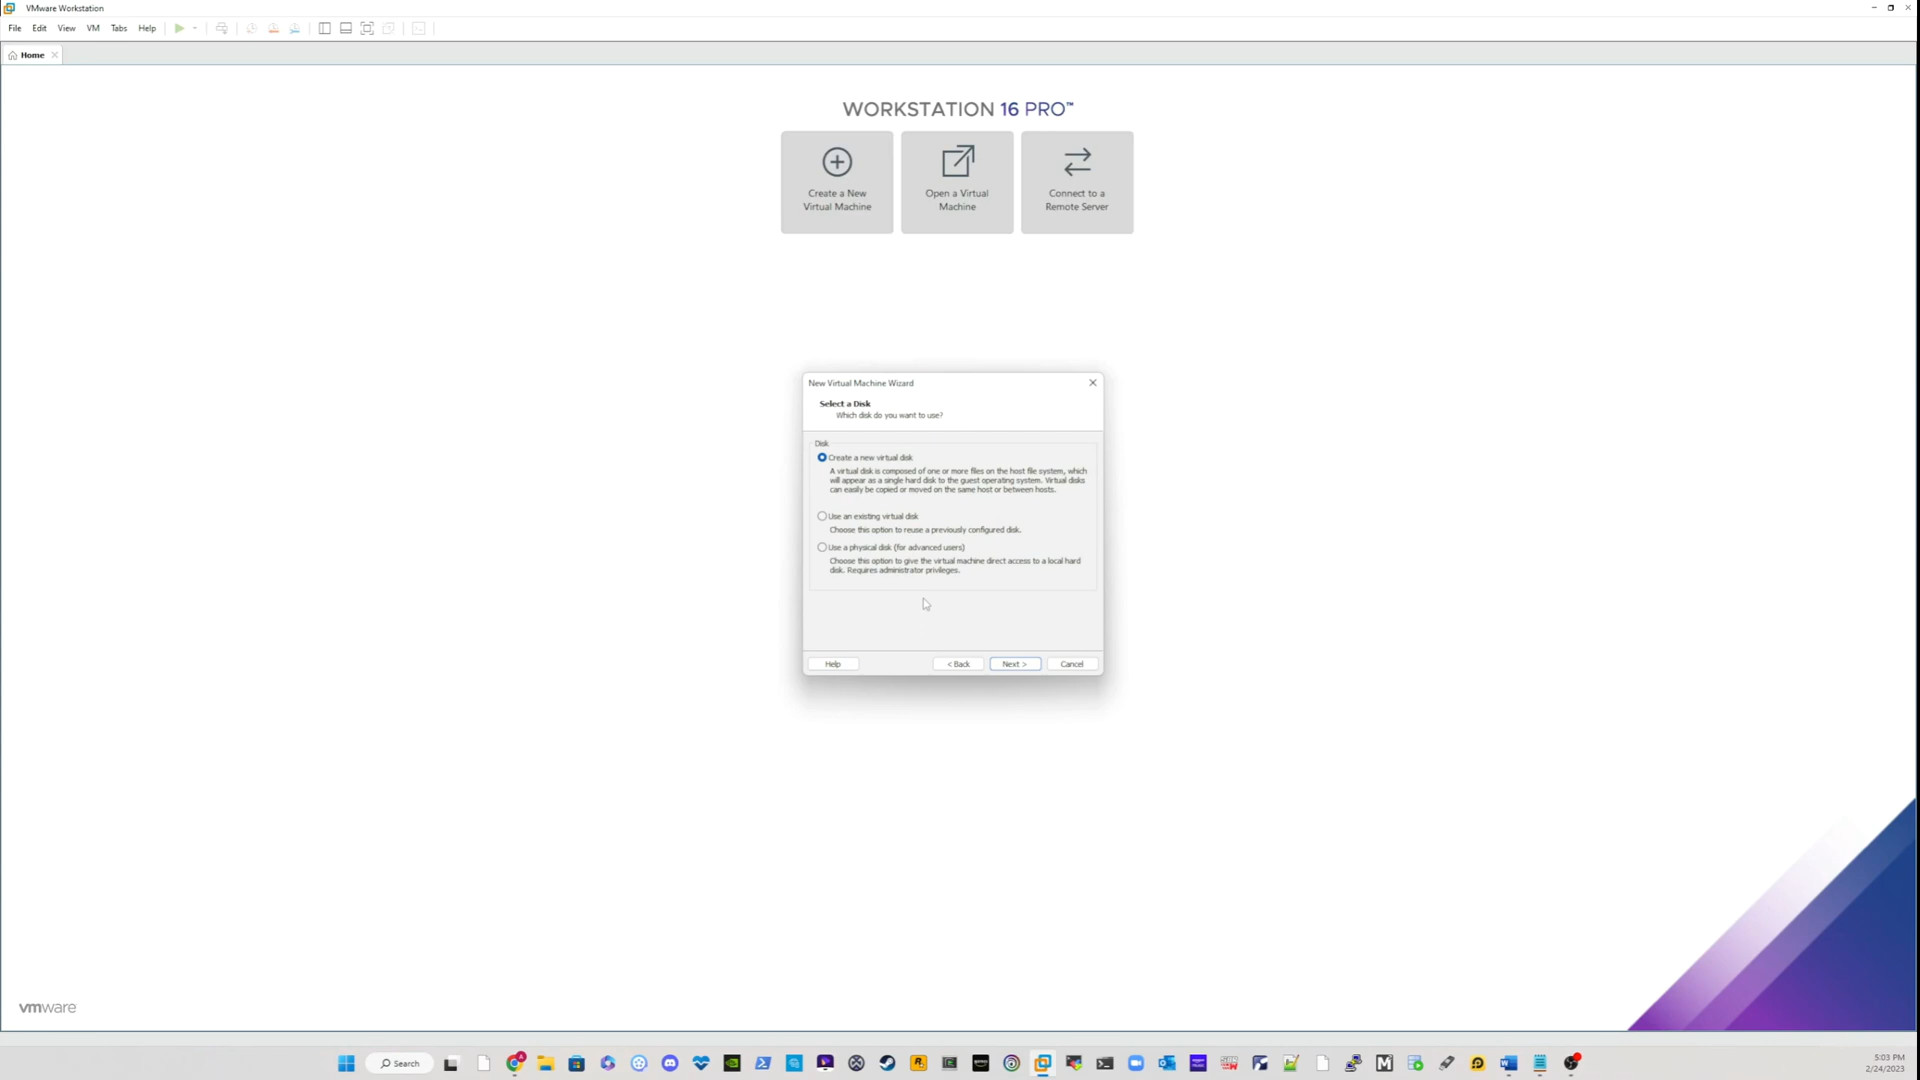 VMware Workstation
File Edit View VM Tabs Help
Home
WORKSTATION 16 PRO™
Create a New
Virtual Machine
Open a Virtual
Machine
Connect to a
Remote Server
New Virtual Machine Wizard
Select a Disk
Which disk do you want to use?
Disk
Create a new virtual disk
A virtual disk is composed of one or more files on the host file system, which
will appear as a single hard disk to the guest operating system. Virtual disks
can easily be copied or moved on the same host or between hosts.
Use an existing virtual disk
Choose this option to reuse a previously configured disk.
Use a physical disk (for advanced users)
Choose this option to give the virtual machine direct access to a local hard
disk. Requires administrator privileges.
Help < Back Next > Cancel
vmware
Search
5:03 PM
2/24/2023